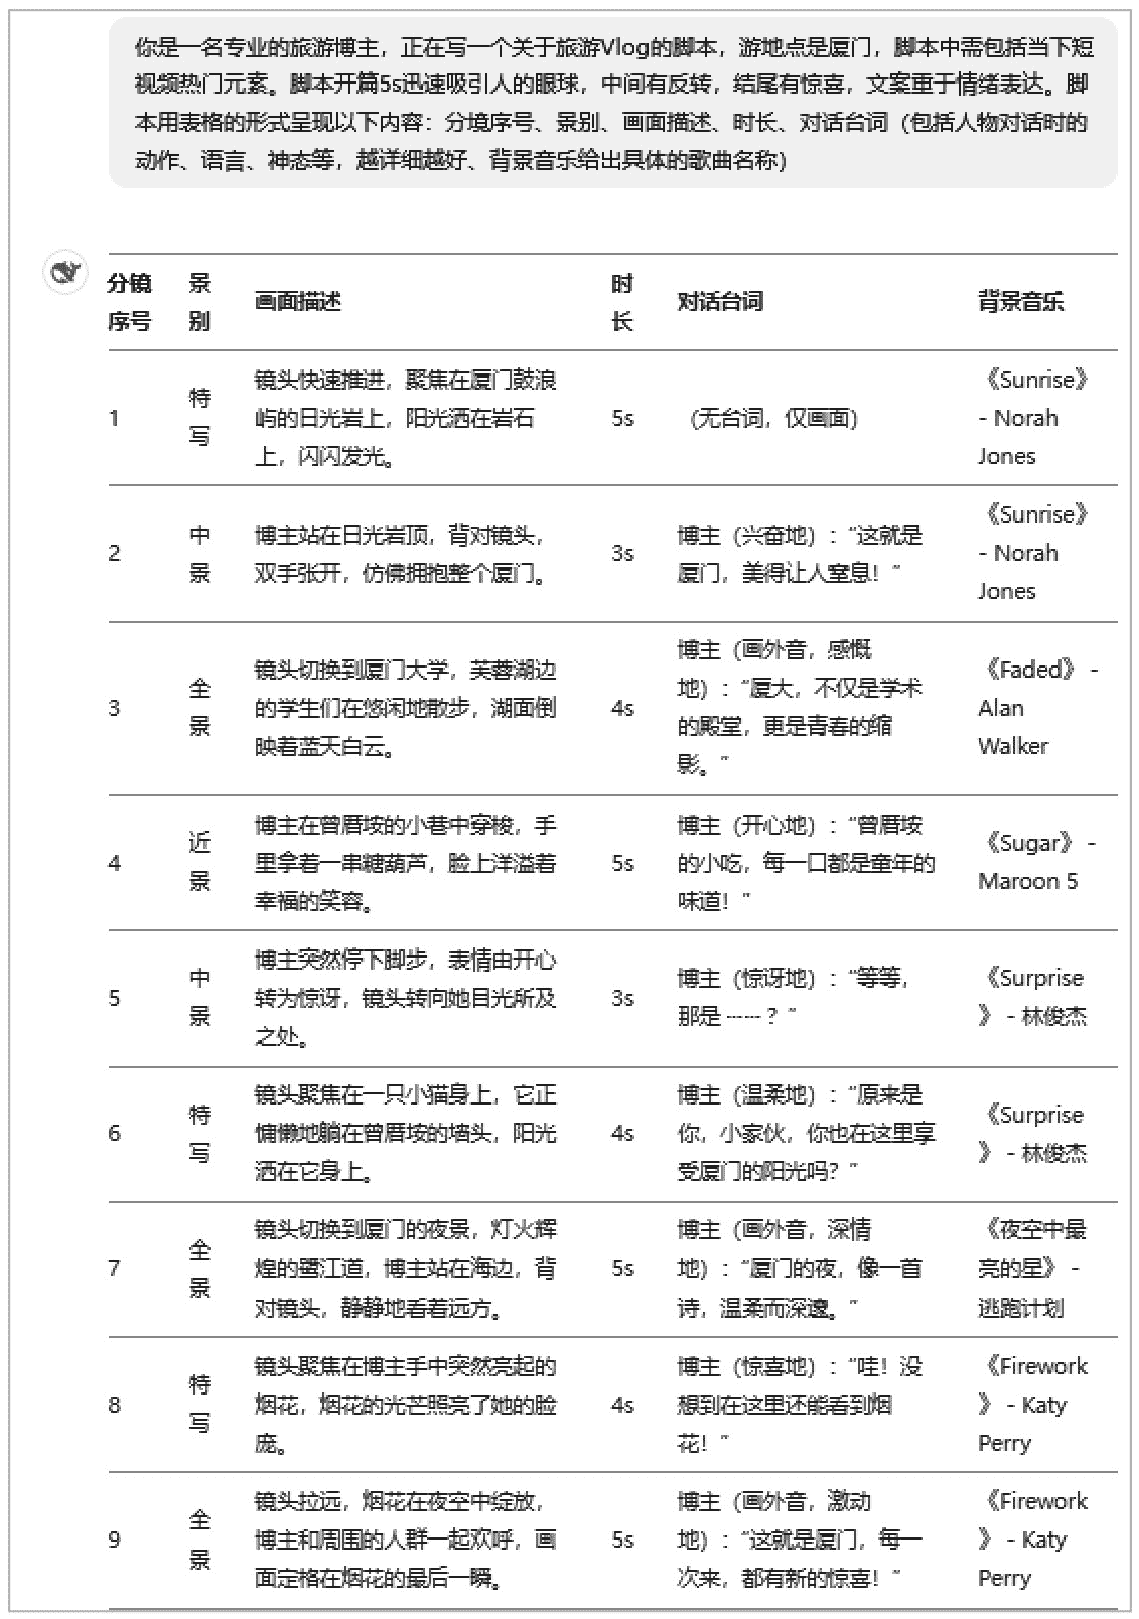 你是一名专业的旅游博主，正在写一个关于旅游Vlog的脚本，游地点是厦门，脚本中需包括当下短
视频热门元素。脚本开篇5s迅速吸引人的眼球，中间有反转，结尾有惊喜，文案重于情绪表达。脚
本用表格的形式呈现以下内容：分境序号、景别、画面描述、时长、对话台词（包括人物对话时的
动作、语言、神态等，越详细越好、背景音乐给出具体的歌曲名称）
分镜
序号
景
别
画面描述
时
长
对话台词
背景音乐
1
特
写
镜头快速推进，聚焦在厦门鼓浪
屿的日光岩上，阳光洒在岩石
上，闪闪发光。
5s
（无台词，仅画面）
《Sunrise》
- Norah
Jones
2
中
景
博主站在日光岩顶，背对镜头，
双手张开，仿佛拥抱整个厦门。
3s
博主（兴奋地）：“这就是
厦门，美得让人窒息！”
《Sunrise》
- Norah
Jones
3
全
景
镜头切换到厦门大学，芙蓉湖边
的学生们在悠闲地散步，湖面倒
映着蓝天白云。
4s
博主（画外音，感慨
地）：“厦大，不仅是学术
的殿堂，更是青春的缩
影。”
《Faded》 -
Alan
Walker
4
近
景
博主在曾厝垵的小巷中穿梭，手
里拿着一串糖葫芦，脸上洋溢着
幸福的笑容。
5s
博主（开心地）：“曾厝垵
的小吃，每一口都是童年的
味道！”
《Sugar》 -
Maroon 5
5
中
景
博主突然停下脚步，表情由开心
转为惊讶，镜头转向她目光所及
之处。
3s
博主（惊讶地）：“等等，
那是……？”
《Surprise
》 - 林俊杰
6
特
写
镜头聚焦在一只小猫身上，它正
慵懒地躺在曾厝垵的墙头，阳光
洒在它身上。
4s
博主（温柔地）：“原来是
你，小家伙，你也在这里享
受厦门的阳光吗？”
《Surprise
》 - 林俊杰
7
全
景
镜头切换到厦门的夜景，灯火辉
煌的鹭江道，博主站在海边，背
对镜头，静静地看着远方。
5s
博主（画外音，深情
地）：“厦门的夜，像一首
诗，温柔而深邃。”
《夜空中最
亮的星》 -
逃跑计划
8
特
写
镜头聚焦在博主手中突然亮起的
烟花，烟花的光芒照亮了她的脸
庞。
4s
博主（惊喜地）：“哇！没
想到在这里还能看到烟
花！”
《Firework
》 - Katy
Perry
9
全
景
镜头拉远，烟花在夜空中绽放，
博主和周围的人群一起欢呼，画
面定格在烟花的最后一瞬。
5s
博主（画外音，激动
地）：“这就是厦门，每一
次来，都有新的惊喜！”
《Firework
》 - Katy
Perry